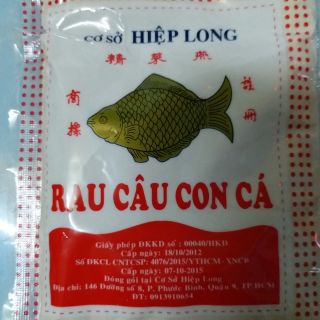 CƠ SỞ HIỆP LONG
精菜燕
商標
註冊
RAU CÂU CON CÁ
Giấy phép ĐKKD số : 00040/HKD
Cấp ngày: 18/10/2012
Số ĐKCL CNTCSP: 4076/2015/YTHCM - XNCB
Cấp ngày: 07-10-2015
Đóng gói tại Cơ Sở Hiệp Long
Địa chỉ: 146 Đường số 8, P. Phước Bình, Quận 9, TP.HCM
ĐT: 0913910654